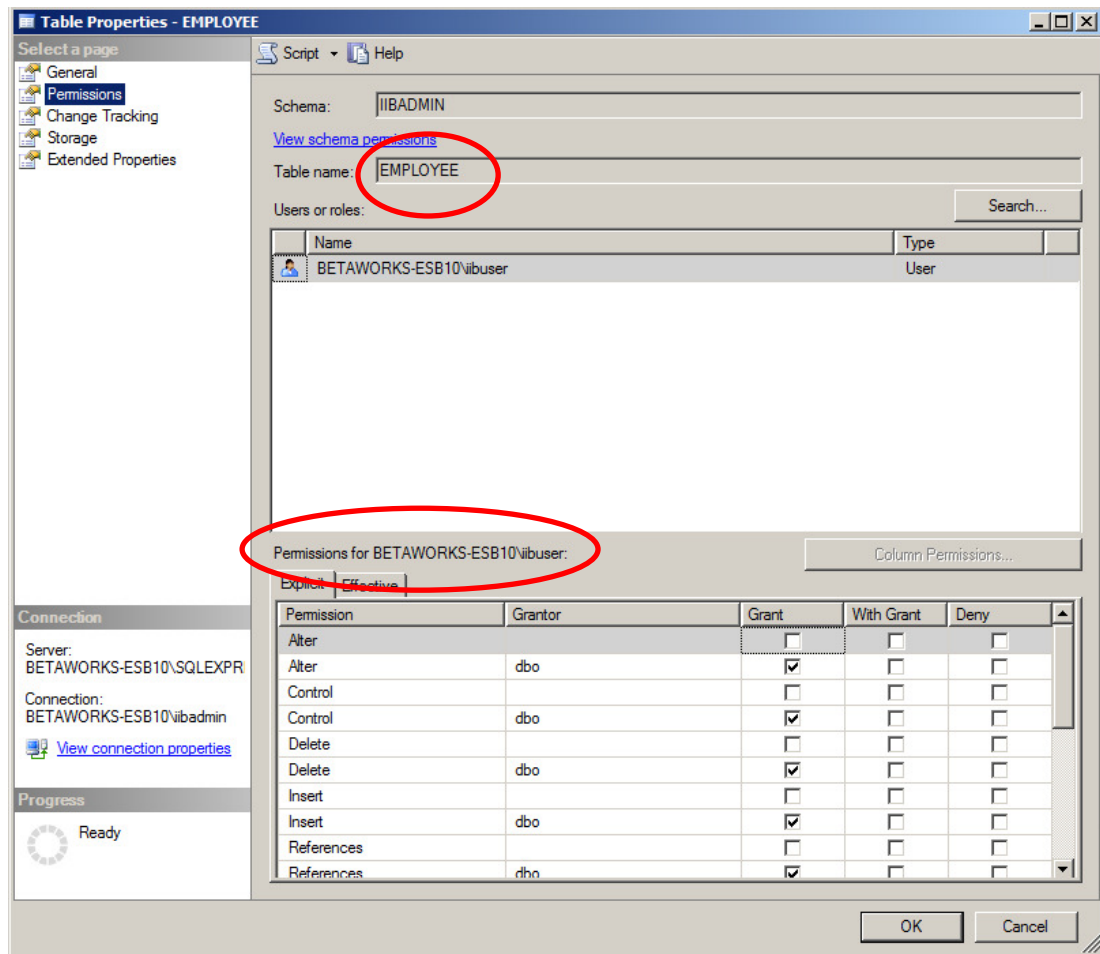 Table Properties - EMPLOYEE
Select a page
General
Permissions
Change Tracking
Storage
Extended Properties
Script Help
Schema: IIBADMIN
View schema permissions
Table name: EMPLOYEE
Users or roles: Search...
Name Type
BETAWORKS-ESB10\iibuser User
Permissions for BETAWORKS-ESB10\iibuser: Column Permissions...
Explicit Effective
Permission Grantor Grant With Grant Deny
Alter
Alter dbo
Control
Control dbo
Delete
Delete dbo
Insert
Insert dbo
References
References dbo
Connection
Server:
BETAWORKS-ESB10\SQLEXPR
Connection:
BETAWORKS-ESB10\iibadmin
View connection properties
Progress
Ready
OK Cancel